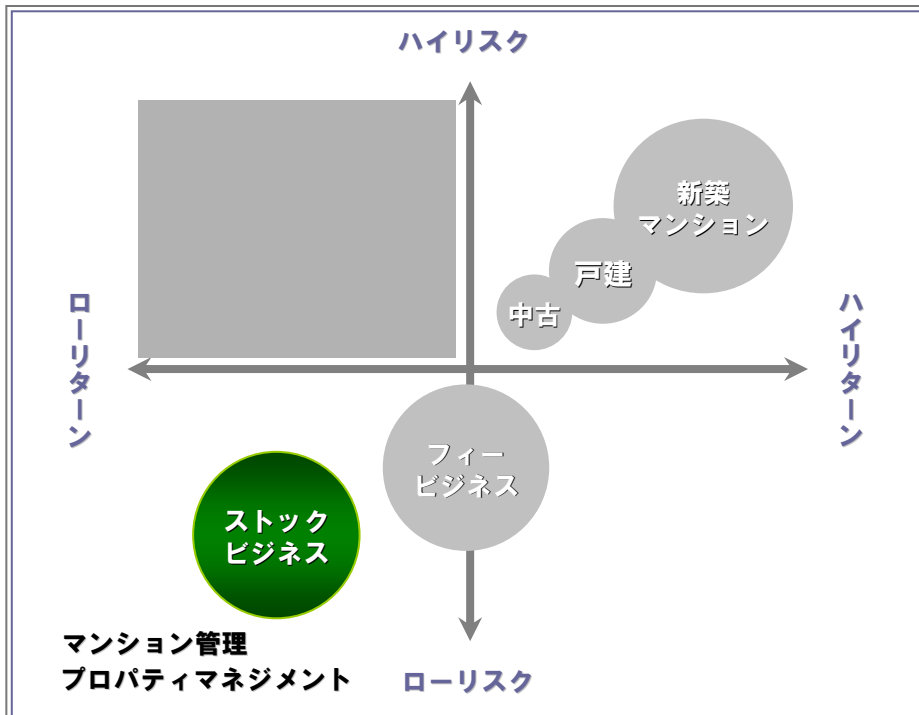 ハイリスク
新築
マンション
戸建
中古
ローリターン
ハイリターン
フィー
ビジネス
ストック
ビジネス
マンション管理
プロパティマネジメント
ローリスク